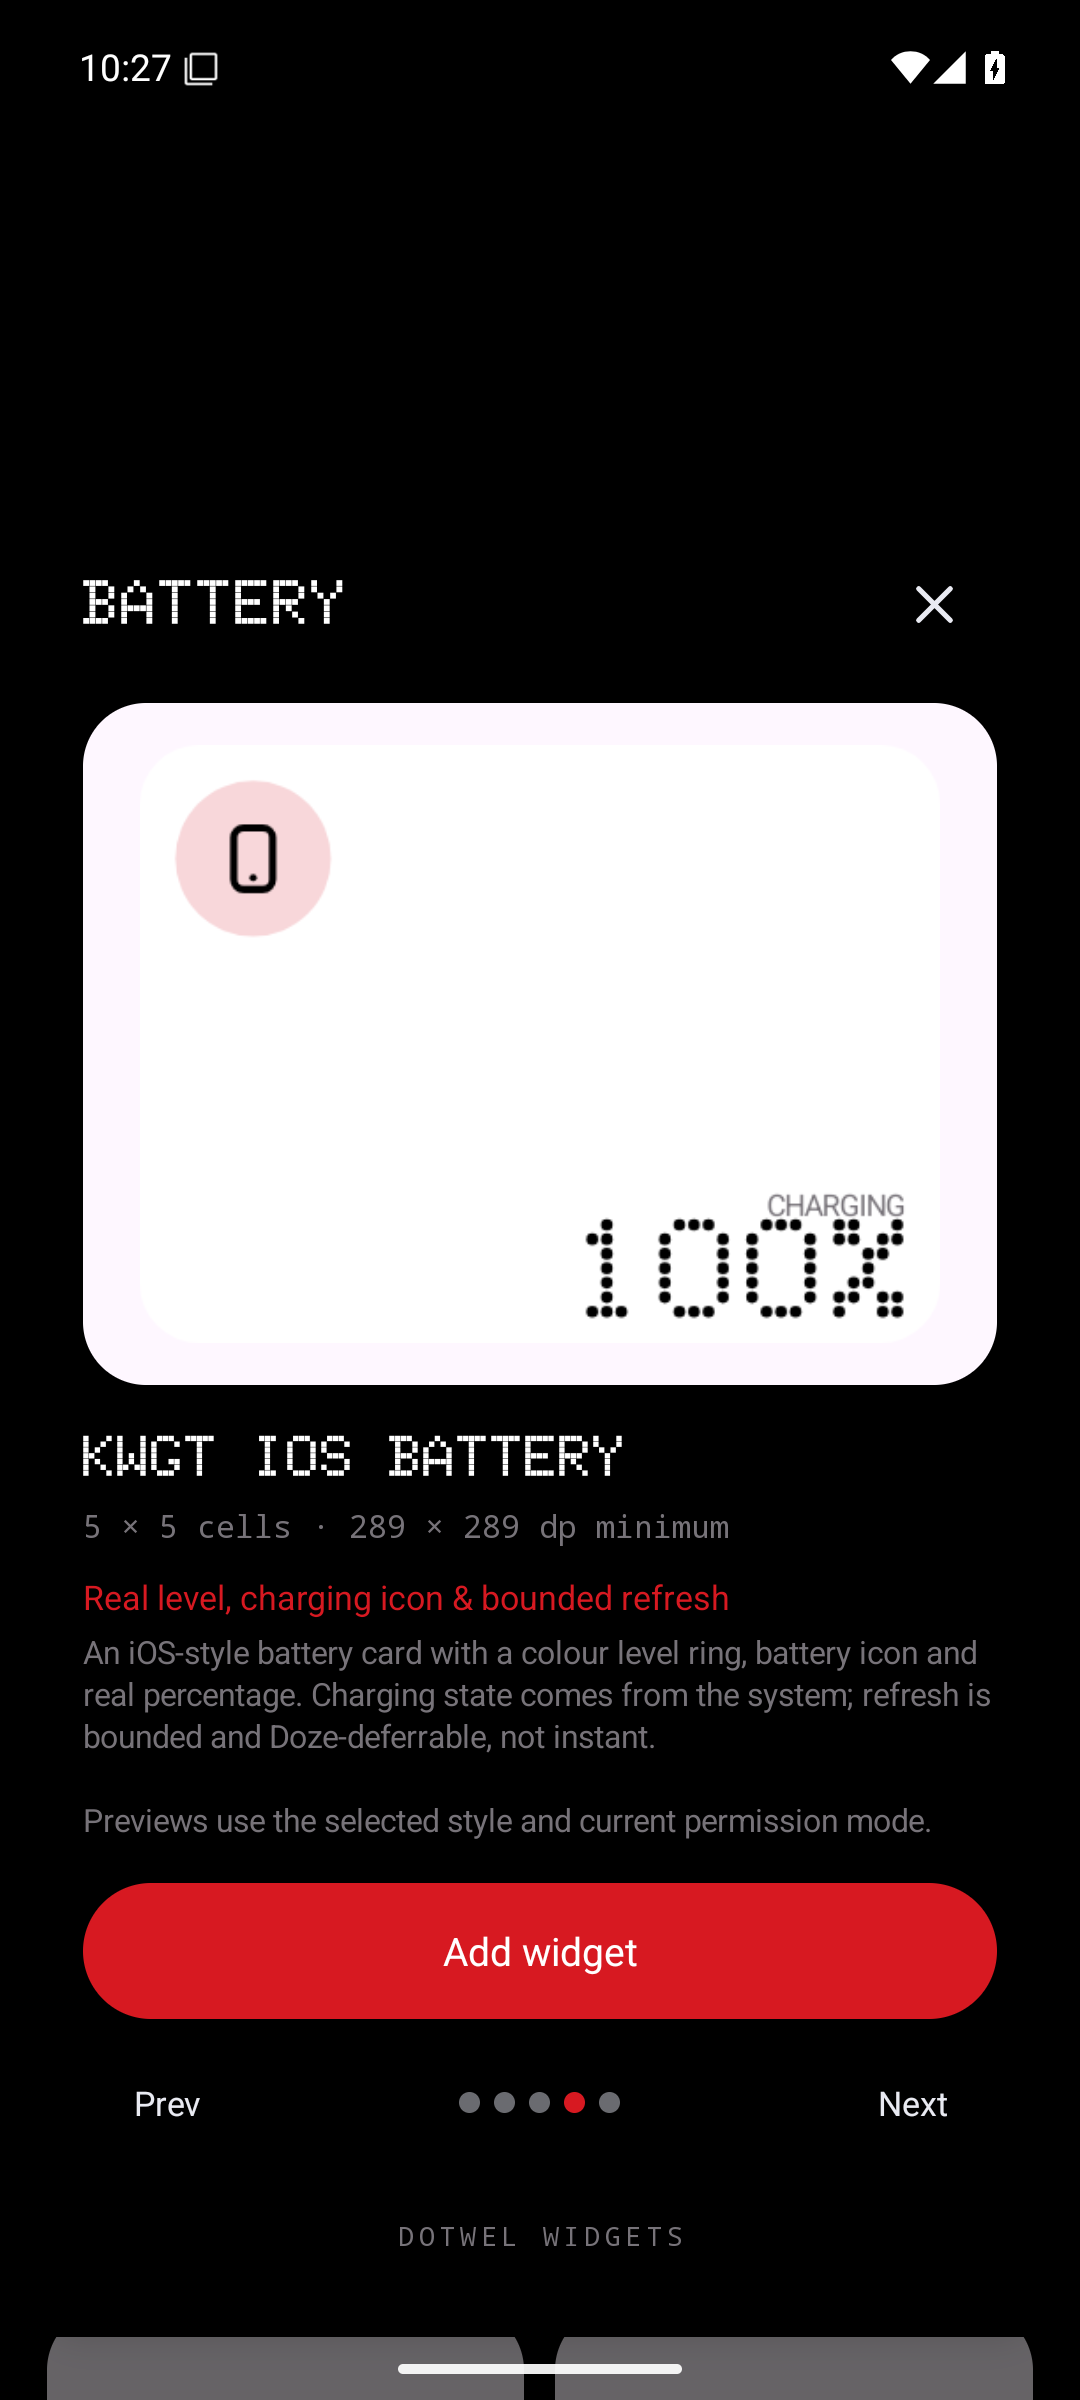 10:27
BATTERY
CHARGING
100%
KWGT IOS BATTERY
5 × 5 cells · 289 × 289 dp minimum
Real level, charging icon & bounded refresh
An iOS-style battery card with a colour level ring, battery icon and
real percentage. Charging state comes from the system; refresh is
bounded and Doze-deferrable, not instant.
Previews use the selected style and current permission mode.
Add widget
Prev
Next
DOTWEL WIDGETS